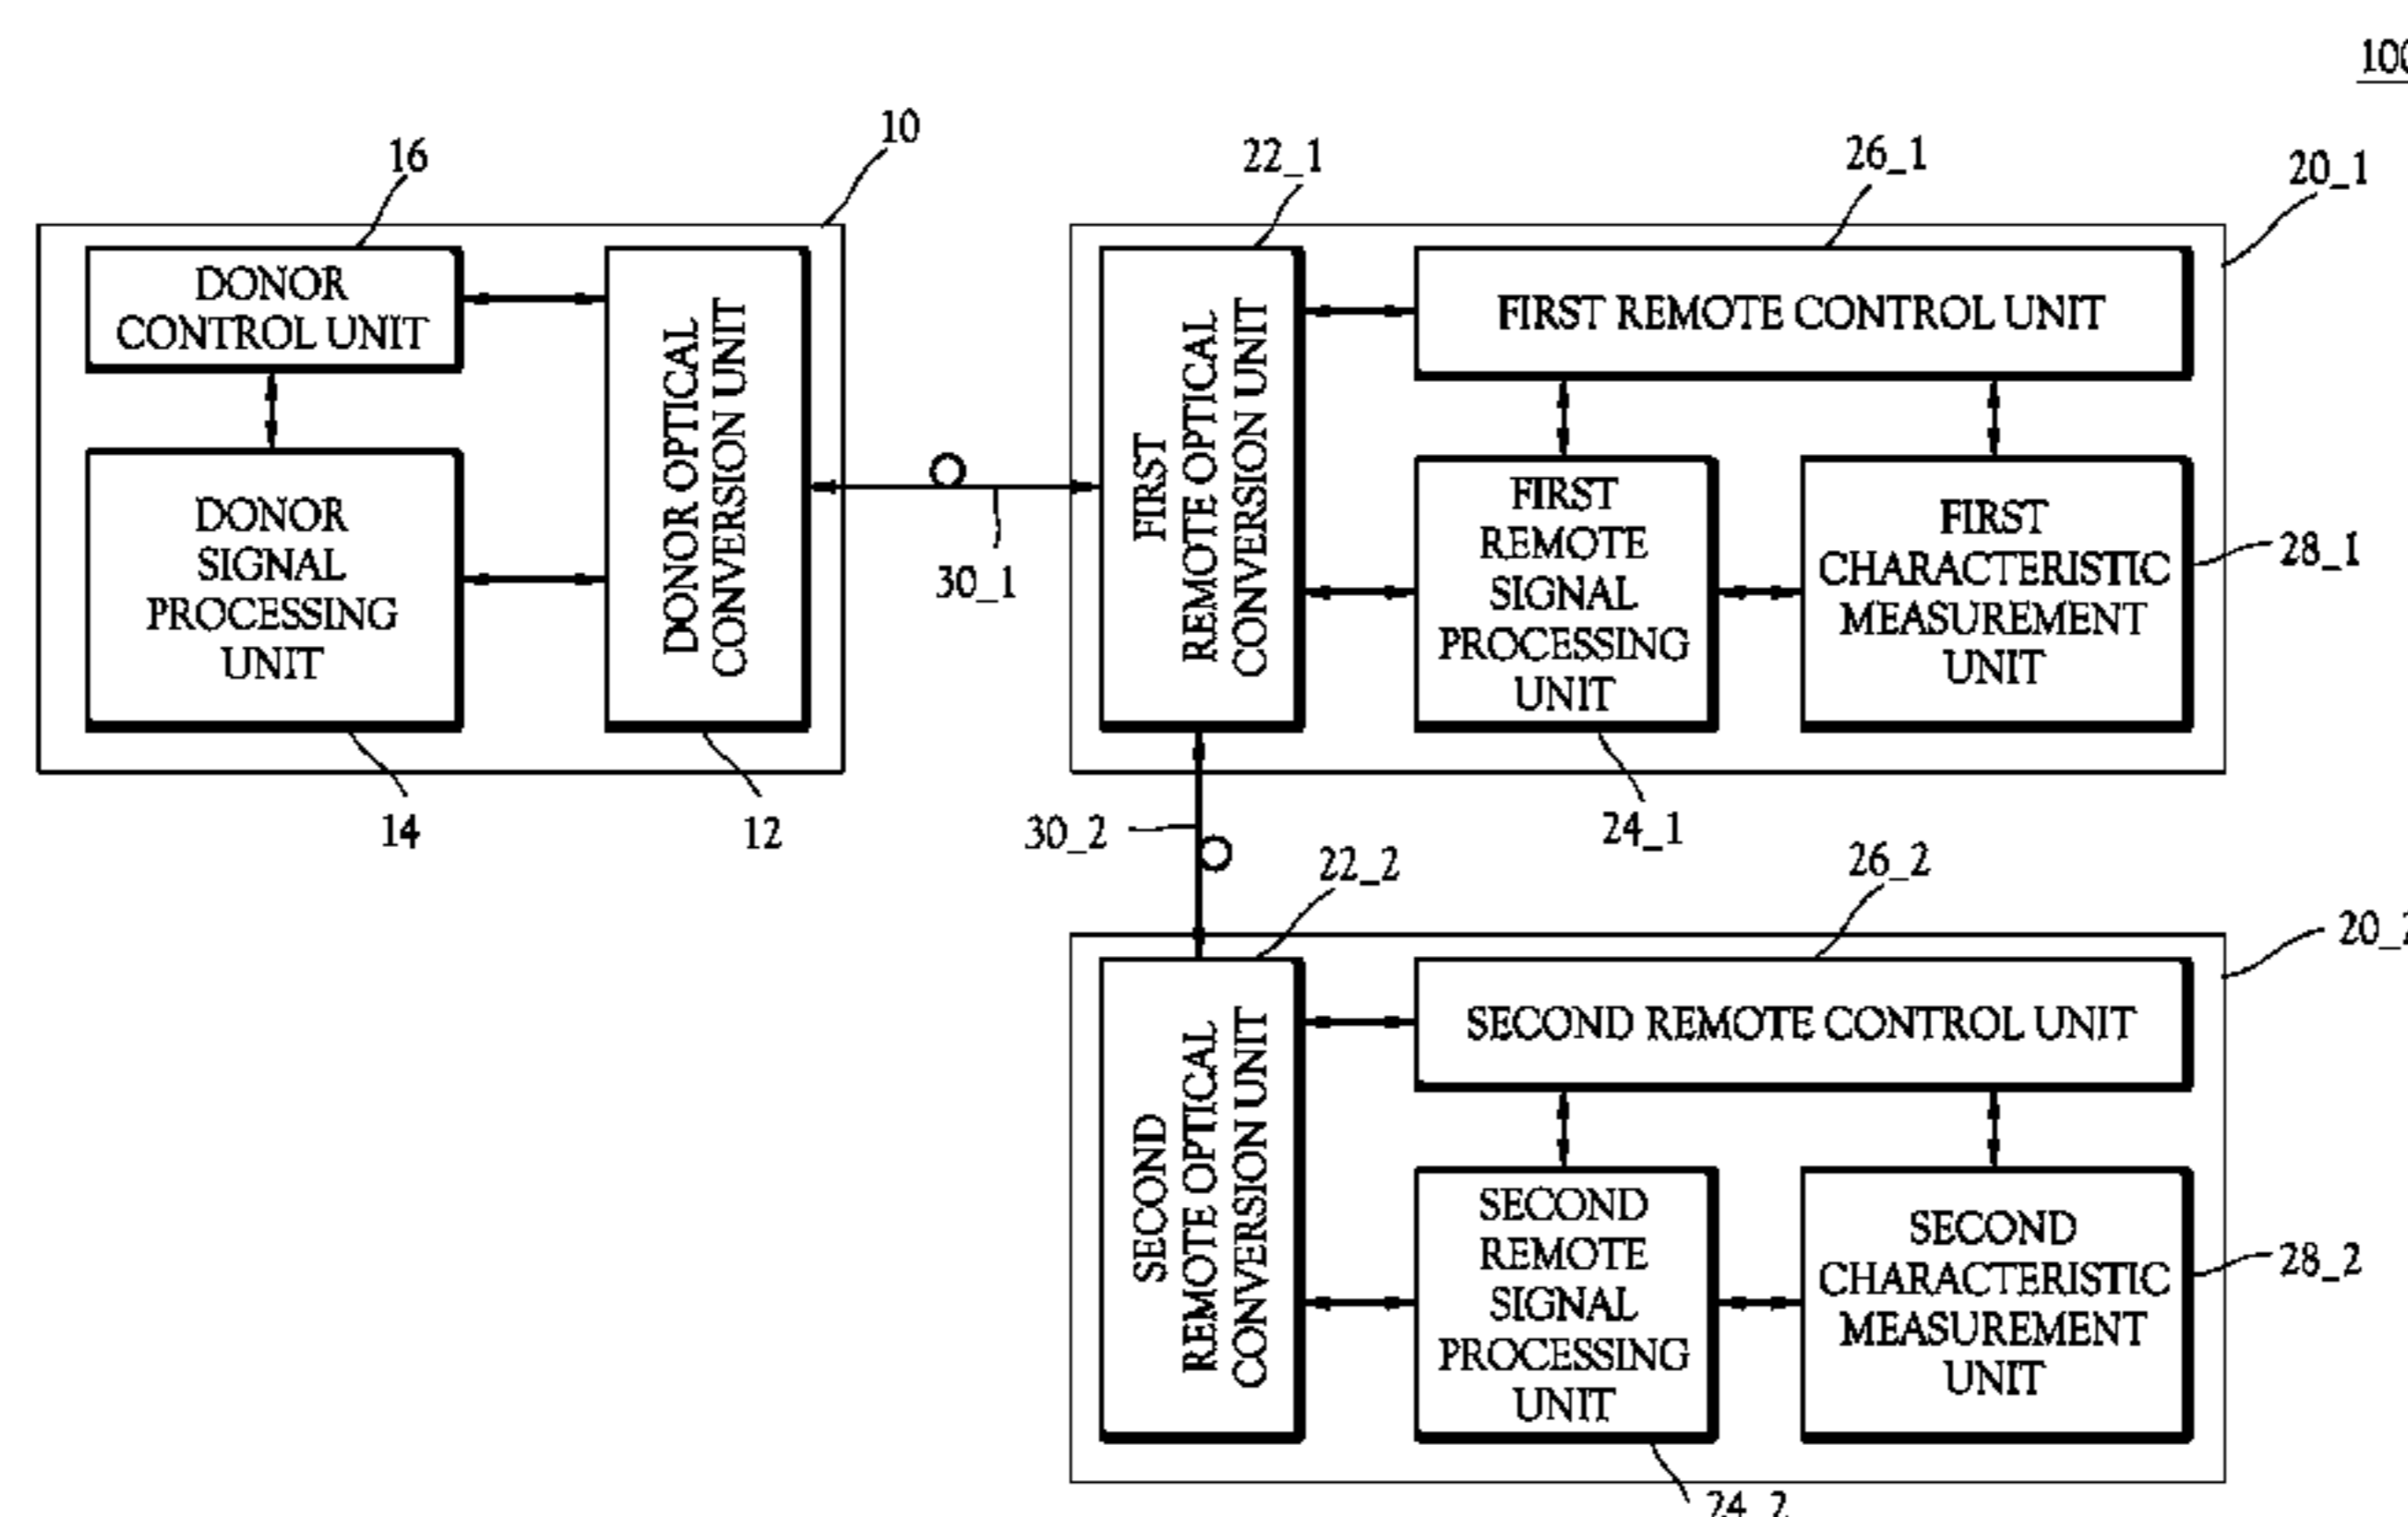 100
10
16
22_1
26_1
20_1
DONOR
CONTROL UNIT
DONOR OPTICAL
CONVERSION UNIT
DONOR
SIGNAL
PROCESSING
UNIT
14
12
30_1
FIRST
REMOTE OPTICAL
CONVERSION UNIT
FIRST REMOTE CONTROL UNIT
FIRST
REMOTE
SIGNAL
PROCESSING
UNIT
FIRST
CHARACTERISTIC
MEASUREMENT
UNIT
28_1
24_1
30_2
22_2
26_2
20_2
SECOND
REMOTE OPTICAL
CONVERSION UNIT
SECOND REMOTE CONTROL UNIT
SECOND
REMOTE
SIGNAL
PROCESSING
UNIT
SECOND
CHARACTERISTIC
MEASUREMENT
UNIT
28_2
24_2